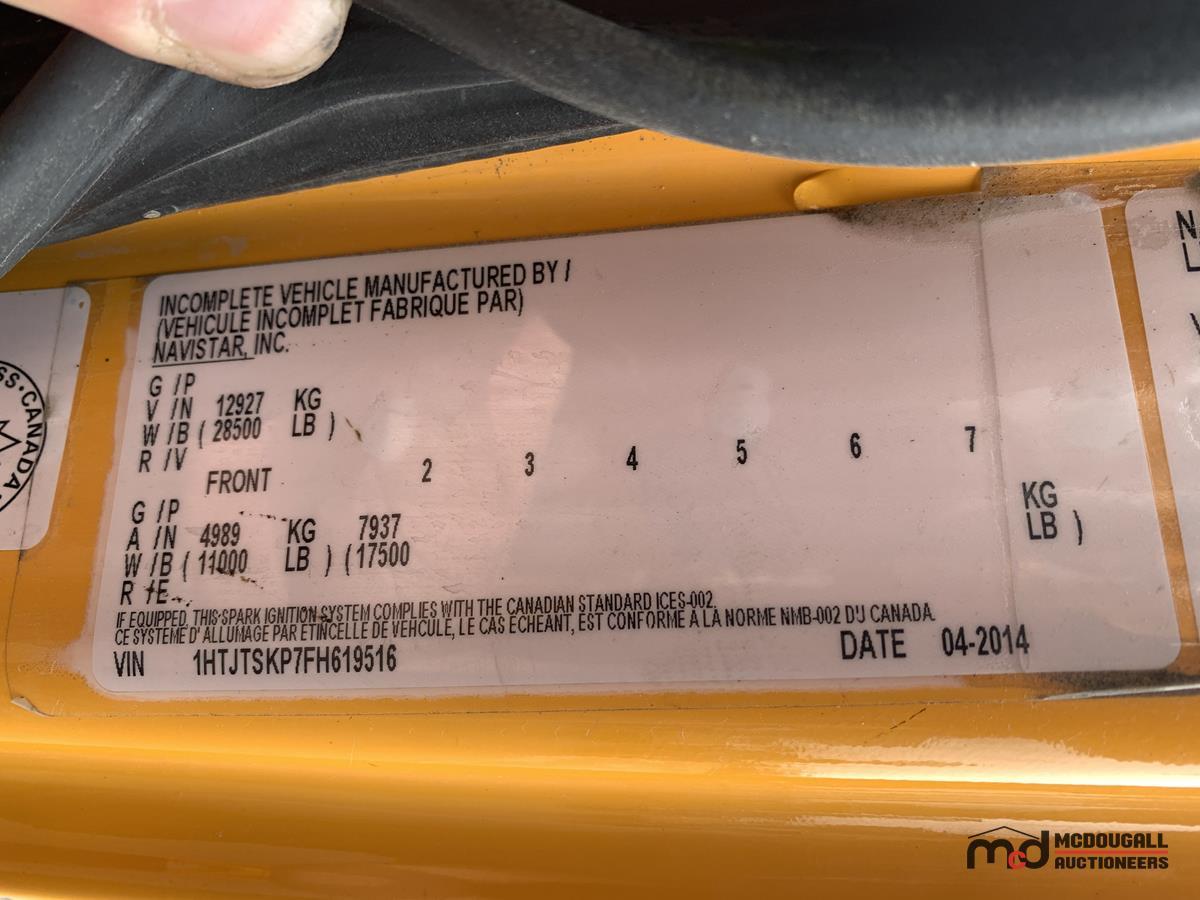 INCOMPLETE VEHICLE MANUFACTURED BY /
(VEHICULE INCOMPLET FABRIQUE PAR)
NAVISTAR, INC.
G /P
V /N 12927 KG
W /B ( 28500 LB )
R /V
FRONT 2 3 4 5 6 7
G /P
A /N 4989 KG 7937 KG
W /B ( 11000 LB ) ( 17500 LB )
R /E
IF EQUIPPED, THIS SPARK IGNITION SYSTEM COMPLIES WITH THE CANADIAN STANDARD ICES-002.
CE SYSTEME D' ALLUMAGE PAR ETINCELLE DE VEHCULE, LE CAS ECHEANT, EST CONFORME A LA NORME NMB-002 DU CANADA.
VIN 1HTJTSKP7FH619516 DATE 04-2014
CANADA
N
L
mcd MCDOUGALL
AUCTIONEERS